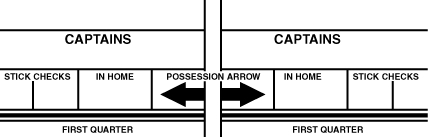 CAPTAINS CAPTAINS
STICK CHECKS IN HOME POSSESSION ARROW IN HOME STICK CHECKS
FIRST QUARTER FIRST QUARTER